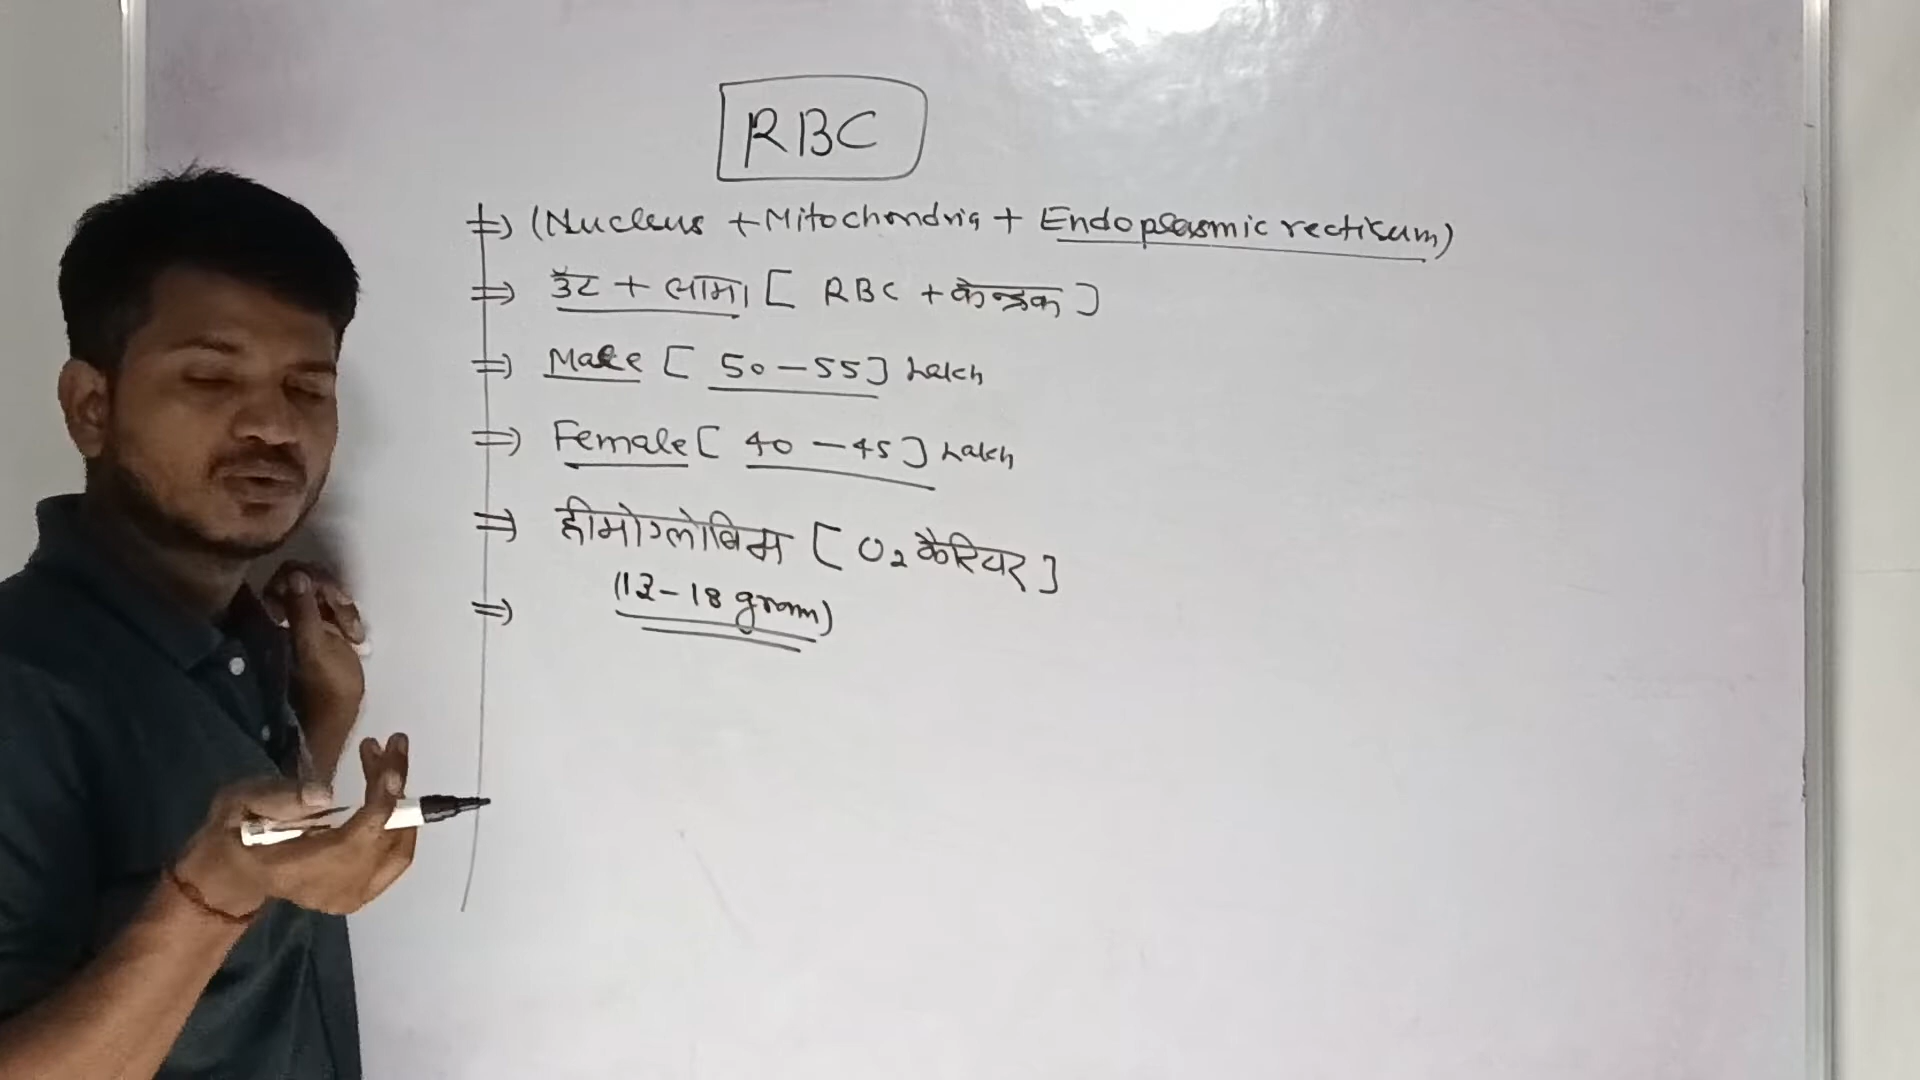 RBC
⇒ (Nucleus + Mitochondria + Endoplasmic rectikum)
⇒ ऊँट + लामा [ RBC + केन्द्रक ]
⇒ Male [ 50 – 55 ] Lakh
⇒ Female [ 40 – 45 ] Lakh
⇒ हीमोग्लोबिम [ O₂ कैरियर ]
⇒ (12 – 18 gram)